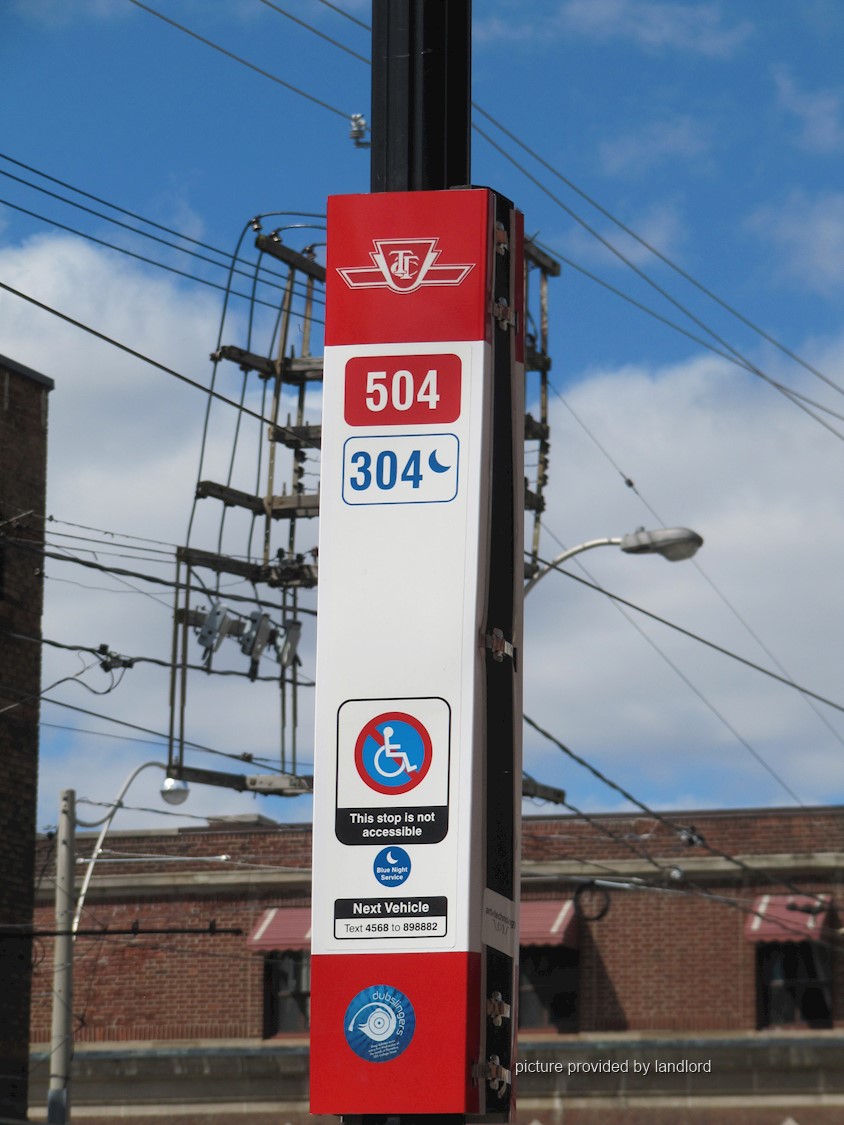 TTC
504
304
This stop is not
accessible
Blue Night
Service
Next Vehicle
Text 4568 to 898882
dubslingers
picture provided by landlord